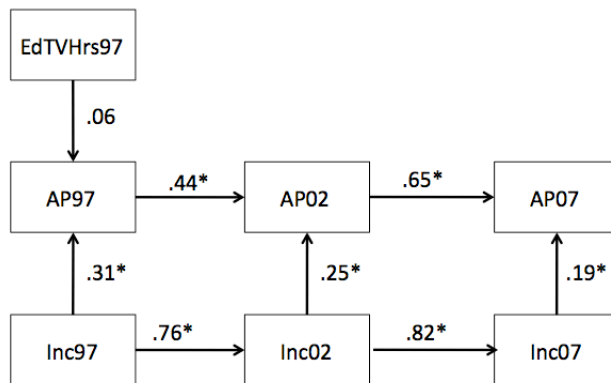 EdTVHrs97
.06
AP97
.44*
AP02
.65*
AP07
.31*
.25*
.19*
Inc97
.76*
Inc02
.82*
Inc07